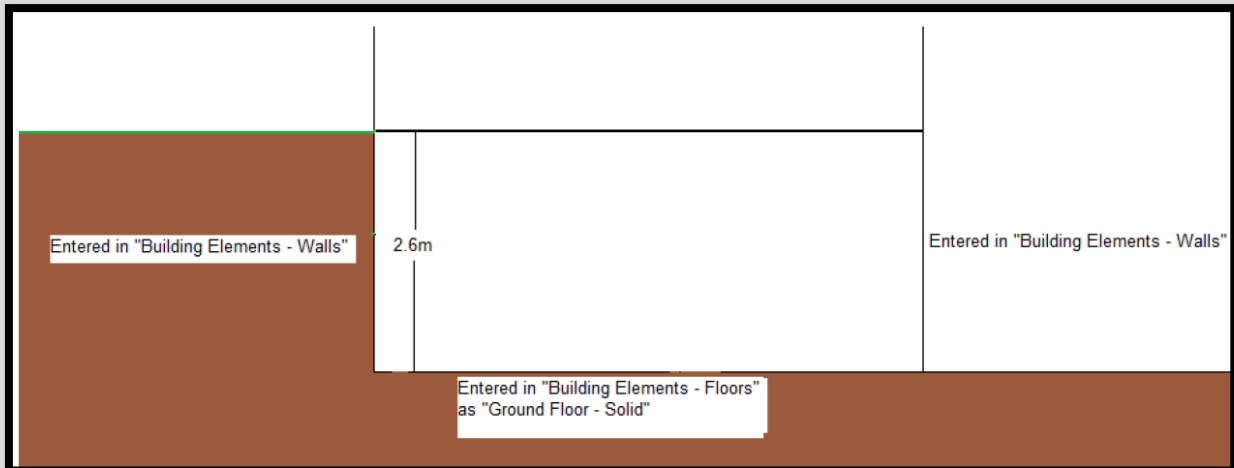 Entered in "Building Elements - Walls"
2.6m
Entered in "Building Elements - Walls"
Entered in "Building Elements - Floors"
as "Ground Floor - Solid"